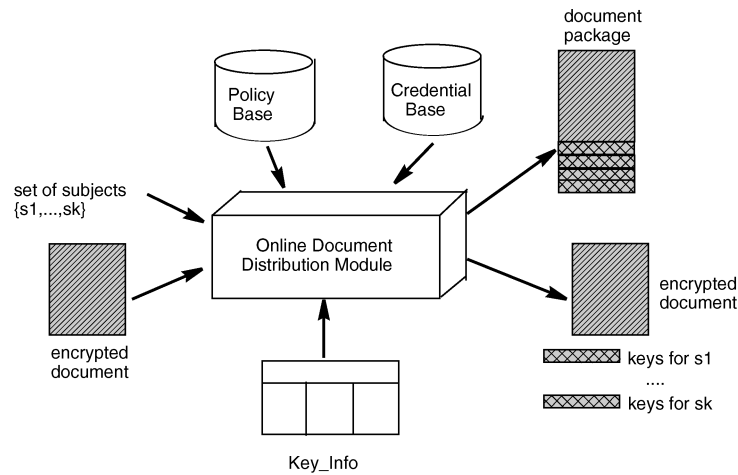 document
package
Policy
Base
Credential
Base
set of subjects
{s1,...,sk}
Online Document
Distribution Module
encrypted
document
encrypted
document
keys for s1
....
keys for sk
Key_Info